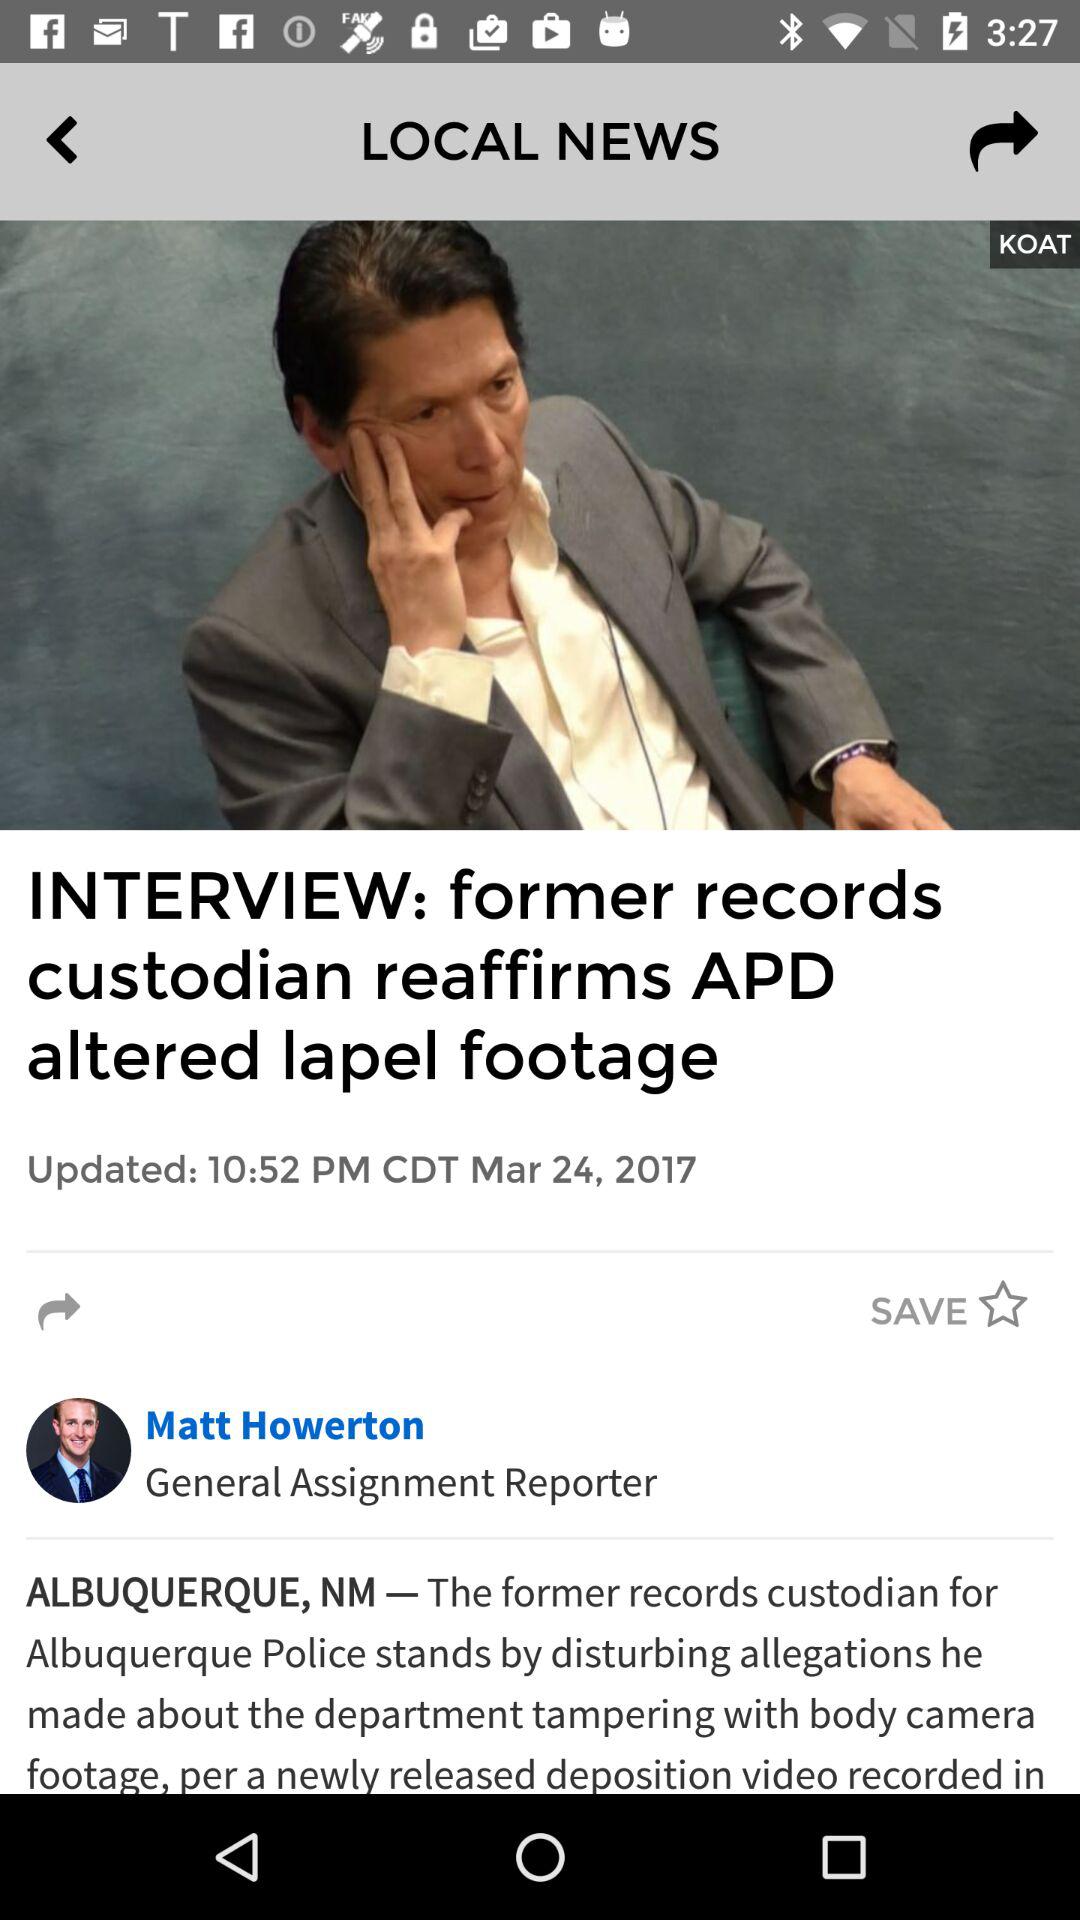 FAKE
3:27
LOCAL NEWS
KOAT
INTERVIEW: former records
custodian reaffirms APD
altered lapel footage
Updated: 10:52 PM CDT Mar 24, 2017
SAVE
Matt Howerton
General Assignment Reporter
ALBUQUERQUE, NM — The former records custodian for
Albuquerque Police stands by disturbing allegations he
made about the department tampering with body camera
footage, per a newly released deposition video recorded in